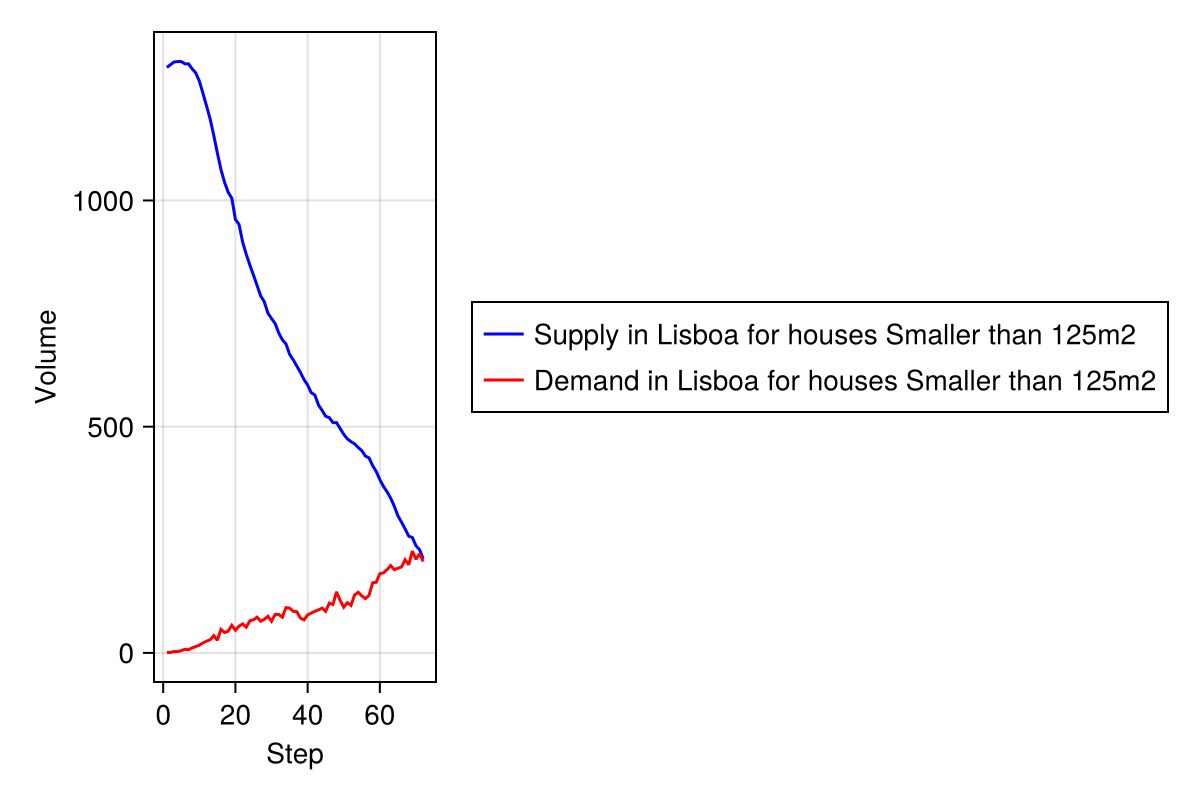 1000
500
0
Volume
0 20 40 60
Step
Supply in Lisboa for houses Smaller than 125m2
Demand in Lisboa for houses Smaller than 125m2